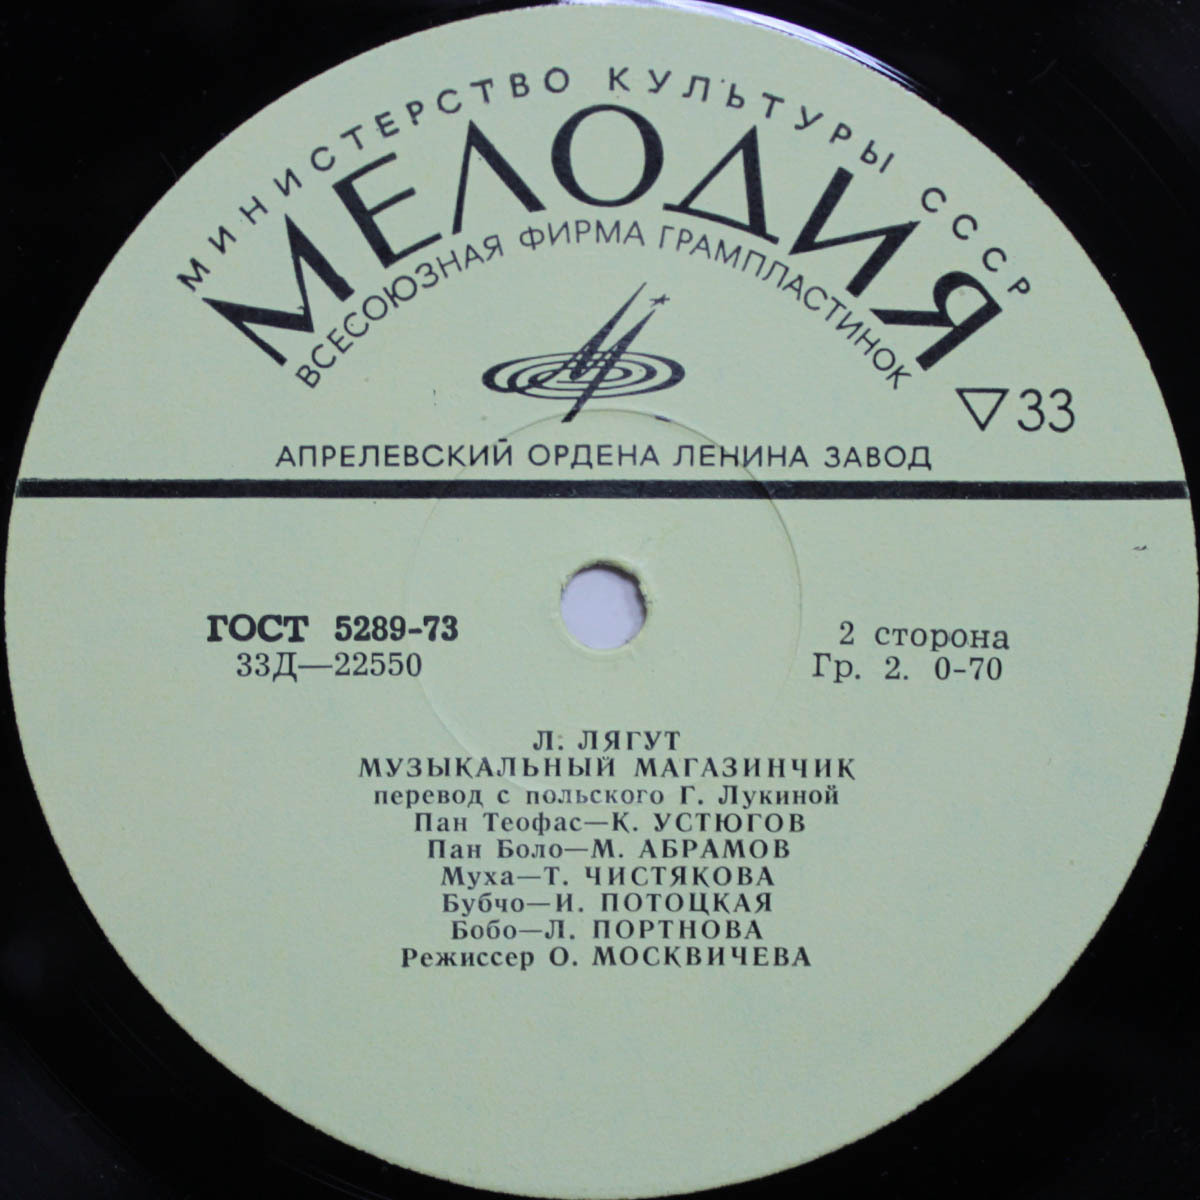 МИНИСТЕРСТВО КУЛЬТУРЫ СССР
МЕЛОДИЯ
ВСЕСОЮЗНАЯ ФИРМА ГРАМПЛАСТИНОК
▽33
АПРЕЛЕВСКИЙ ОРДЕНА ЛЕНИНА ЗАВОД
ГОСТ 5289-73
33Д—22550
2 сторона
Гр. 2. 0-70
Л. ЛЯГУТ
МУЗЫКАЛЬНЫЙ МАГАЗИНЧИК
перевод с польского Г. Лукиной
Пан Теофас—К. УСТЮГОВ
Пан Боло—М. АБРАМОВ
Муха—Т. ЧИСТЯКОВА
Бубчо—И. ПОТОЦКАЯ
Бобо—Л. ПОРТНОВА
Режиссер О. МОСКВИЧЕВА